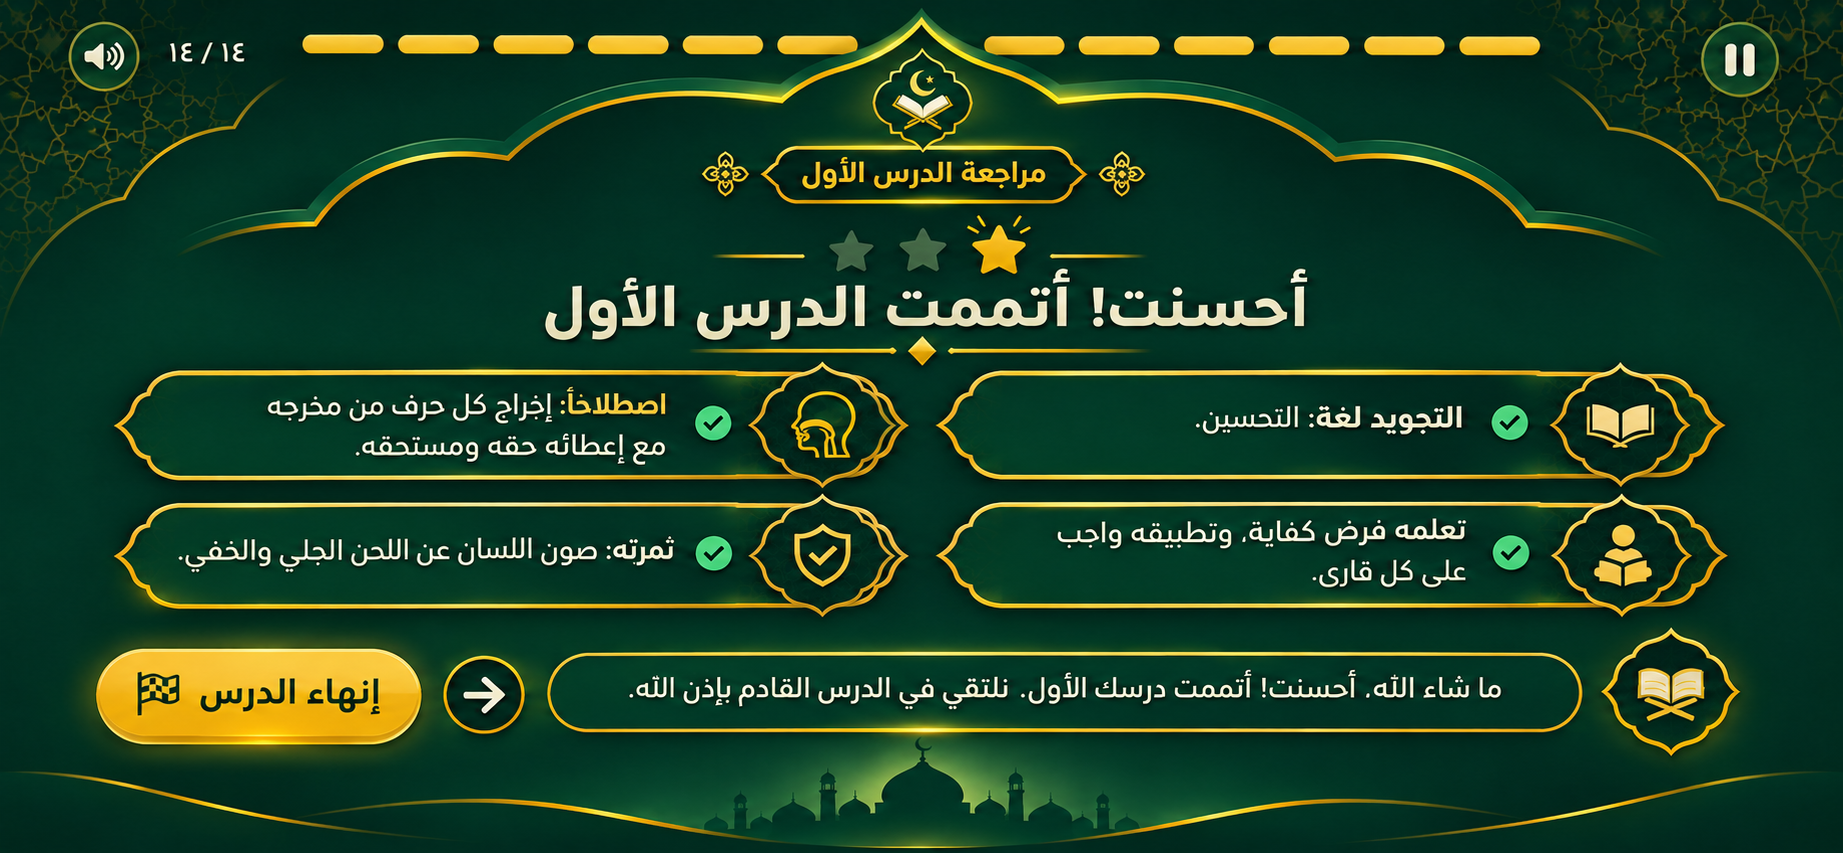 ١٤ / ١٤
مراجعة الدرس الأول
أحسنت! أتممت الدرس الأول
التجويد لغة: التحسين.
اصطلاخأ: إخراج كل حرف من مخرجه
مع إعطائه حقه ومستحقه.
تعلمه فرض كفاية، وتطبيقه واجب
على كل قارى.
ثمرته: صون اللسان عن اللحن الجلي والخفي.
ما شاء الله، أحسنت! أتممت درسك الأول. نلتقي في الدرس القادم بإذن الله.
إنهاء الدرس